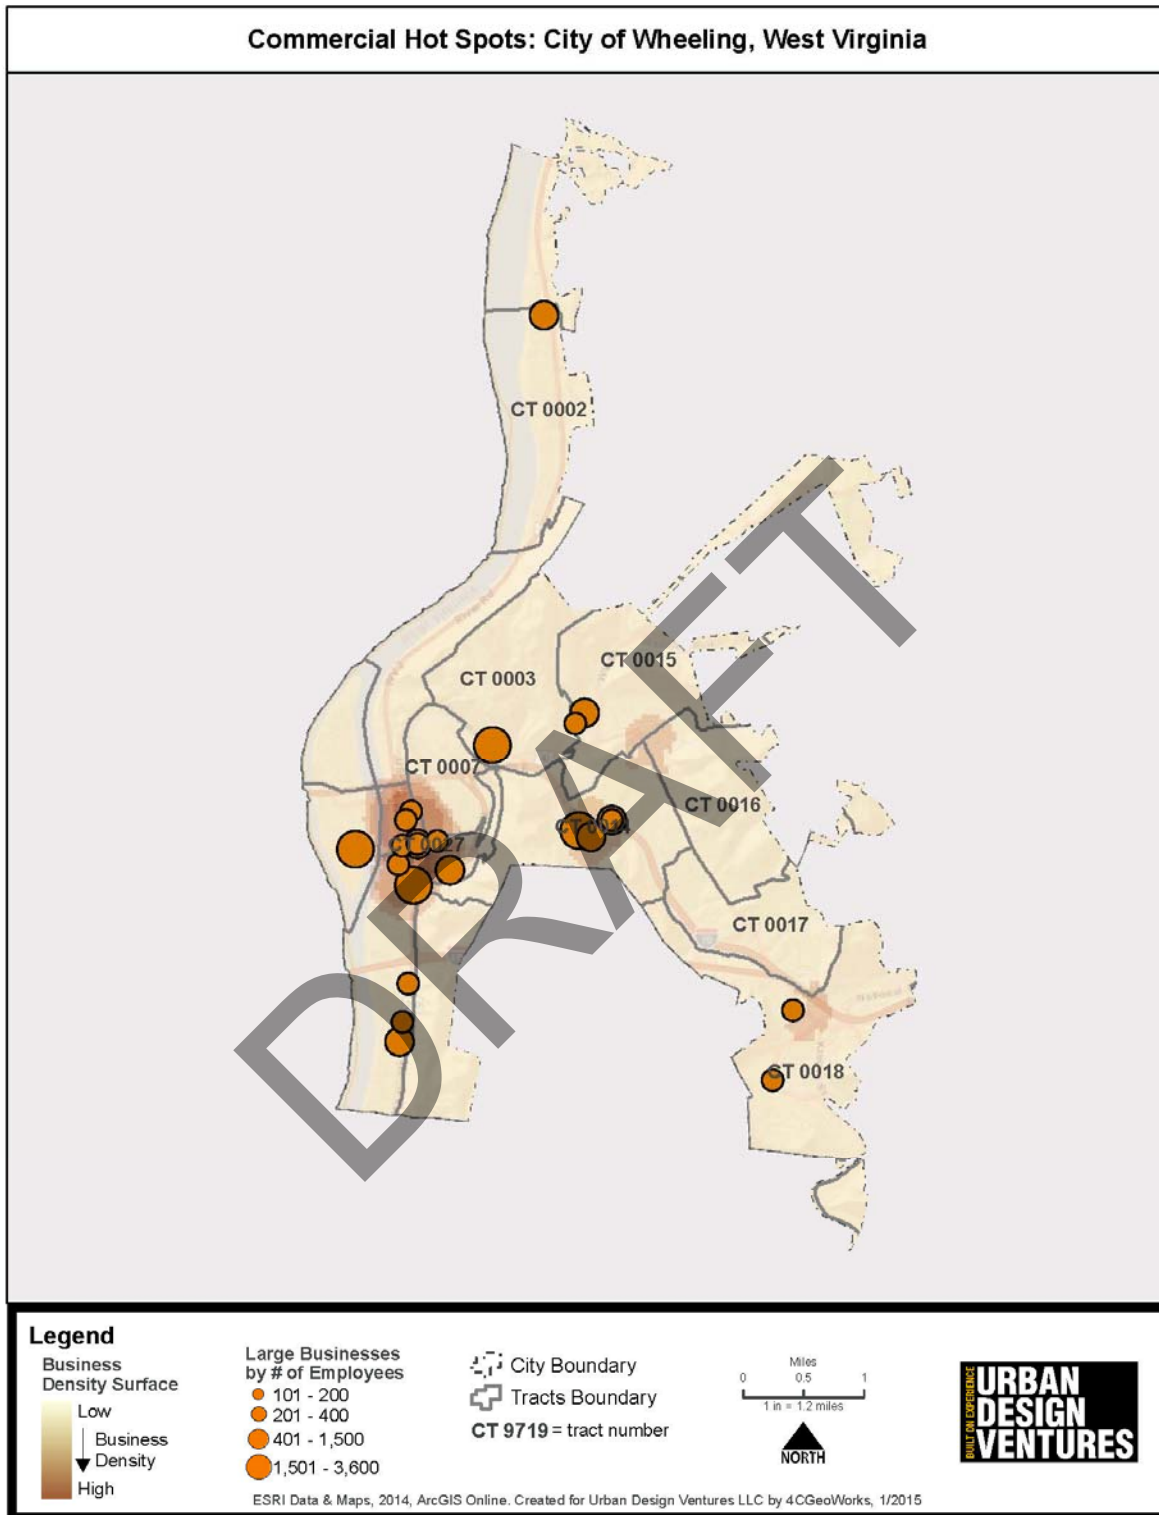 Commercial Hot Spots: City of Wheeling, West Virginia
CT 0002
CT 0015
CT 0003
CT 0007
CT 0016
CT 0014
CT 0027
CT 0017
CT 0018
DRAFT
Legend
Business
Density Surface
Low
Business
Density
High
Large Businesses
by # of Employees
101 - 200
201 - 400
401 - 1,500
1,501 - 3,600
City Boundary
Tracts Boundary
CT 9719 = tract number
Miles
0 0.5 1
1 in = 1.2 miles
NORTH
BUILT ON EXPERIENCE
URBAN
DESIGN
VENTURES
ESRI Data & Maps, 2014, ArcGIS Online. Created for Urban Design Ventures LLC by 4CGeoWorks, 1/2015